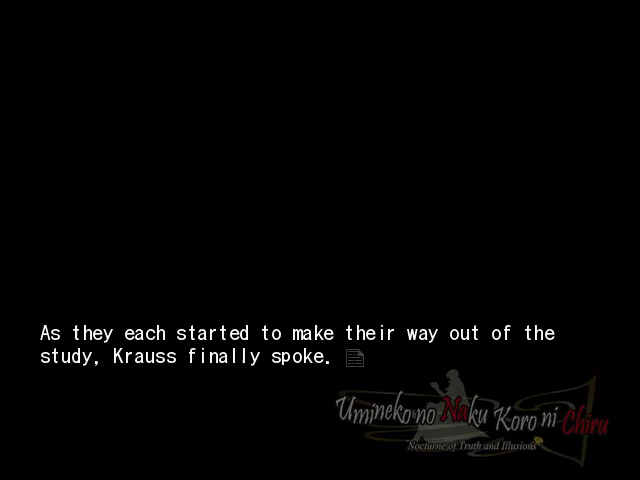 As they each started to make their way out of the
study, Krauss finally spoke.
Umineko no Naku Koro ni Chiru
Nocturne of Truth and Illusions